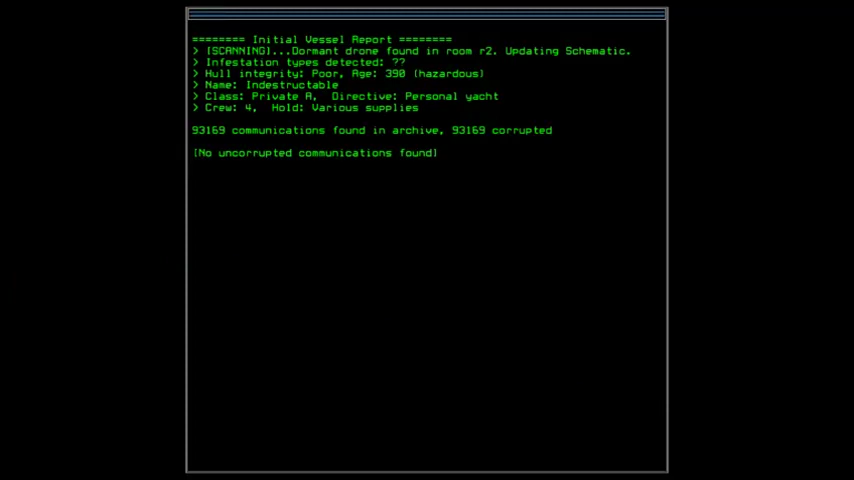 ======== Initial Vessel Report ========
> [SCANNING]...Dormant drone found in room r2. Updating Schematic.
> Infestation types detected: ??
> Hull integrity: Poor, Age: 390 (hazardous)
> Name: Indestructable
> Class: Private A,  Directive: Personal yacht
> Crew: 4,  Hold: Various supplies
93169 communications found in archive, 93169 corrupted
[No uncorrupted communications found]